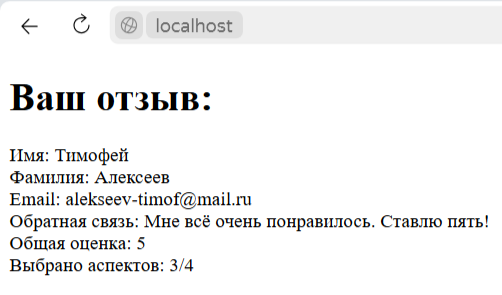 localhost
Ваш отзыв:
Имя: Тимофей
Фамилия: Алексеев
Email: alekseev-timof@mail.ru
Обратная связь: Мне всё очень понравилось. Ставлю пять!
Общая оценка: 5
Выбрано аспектов: 3/4